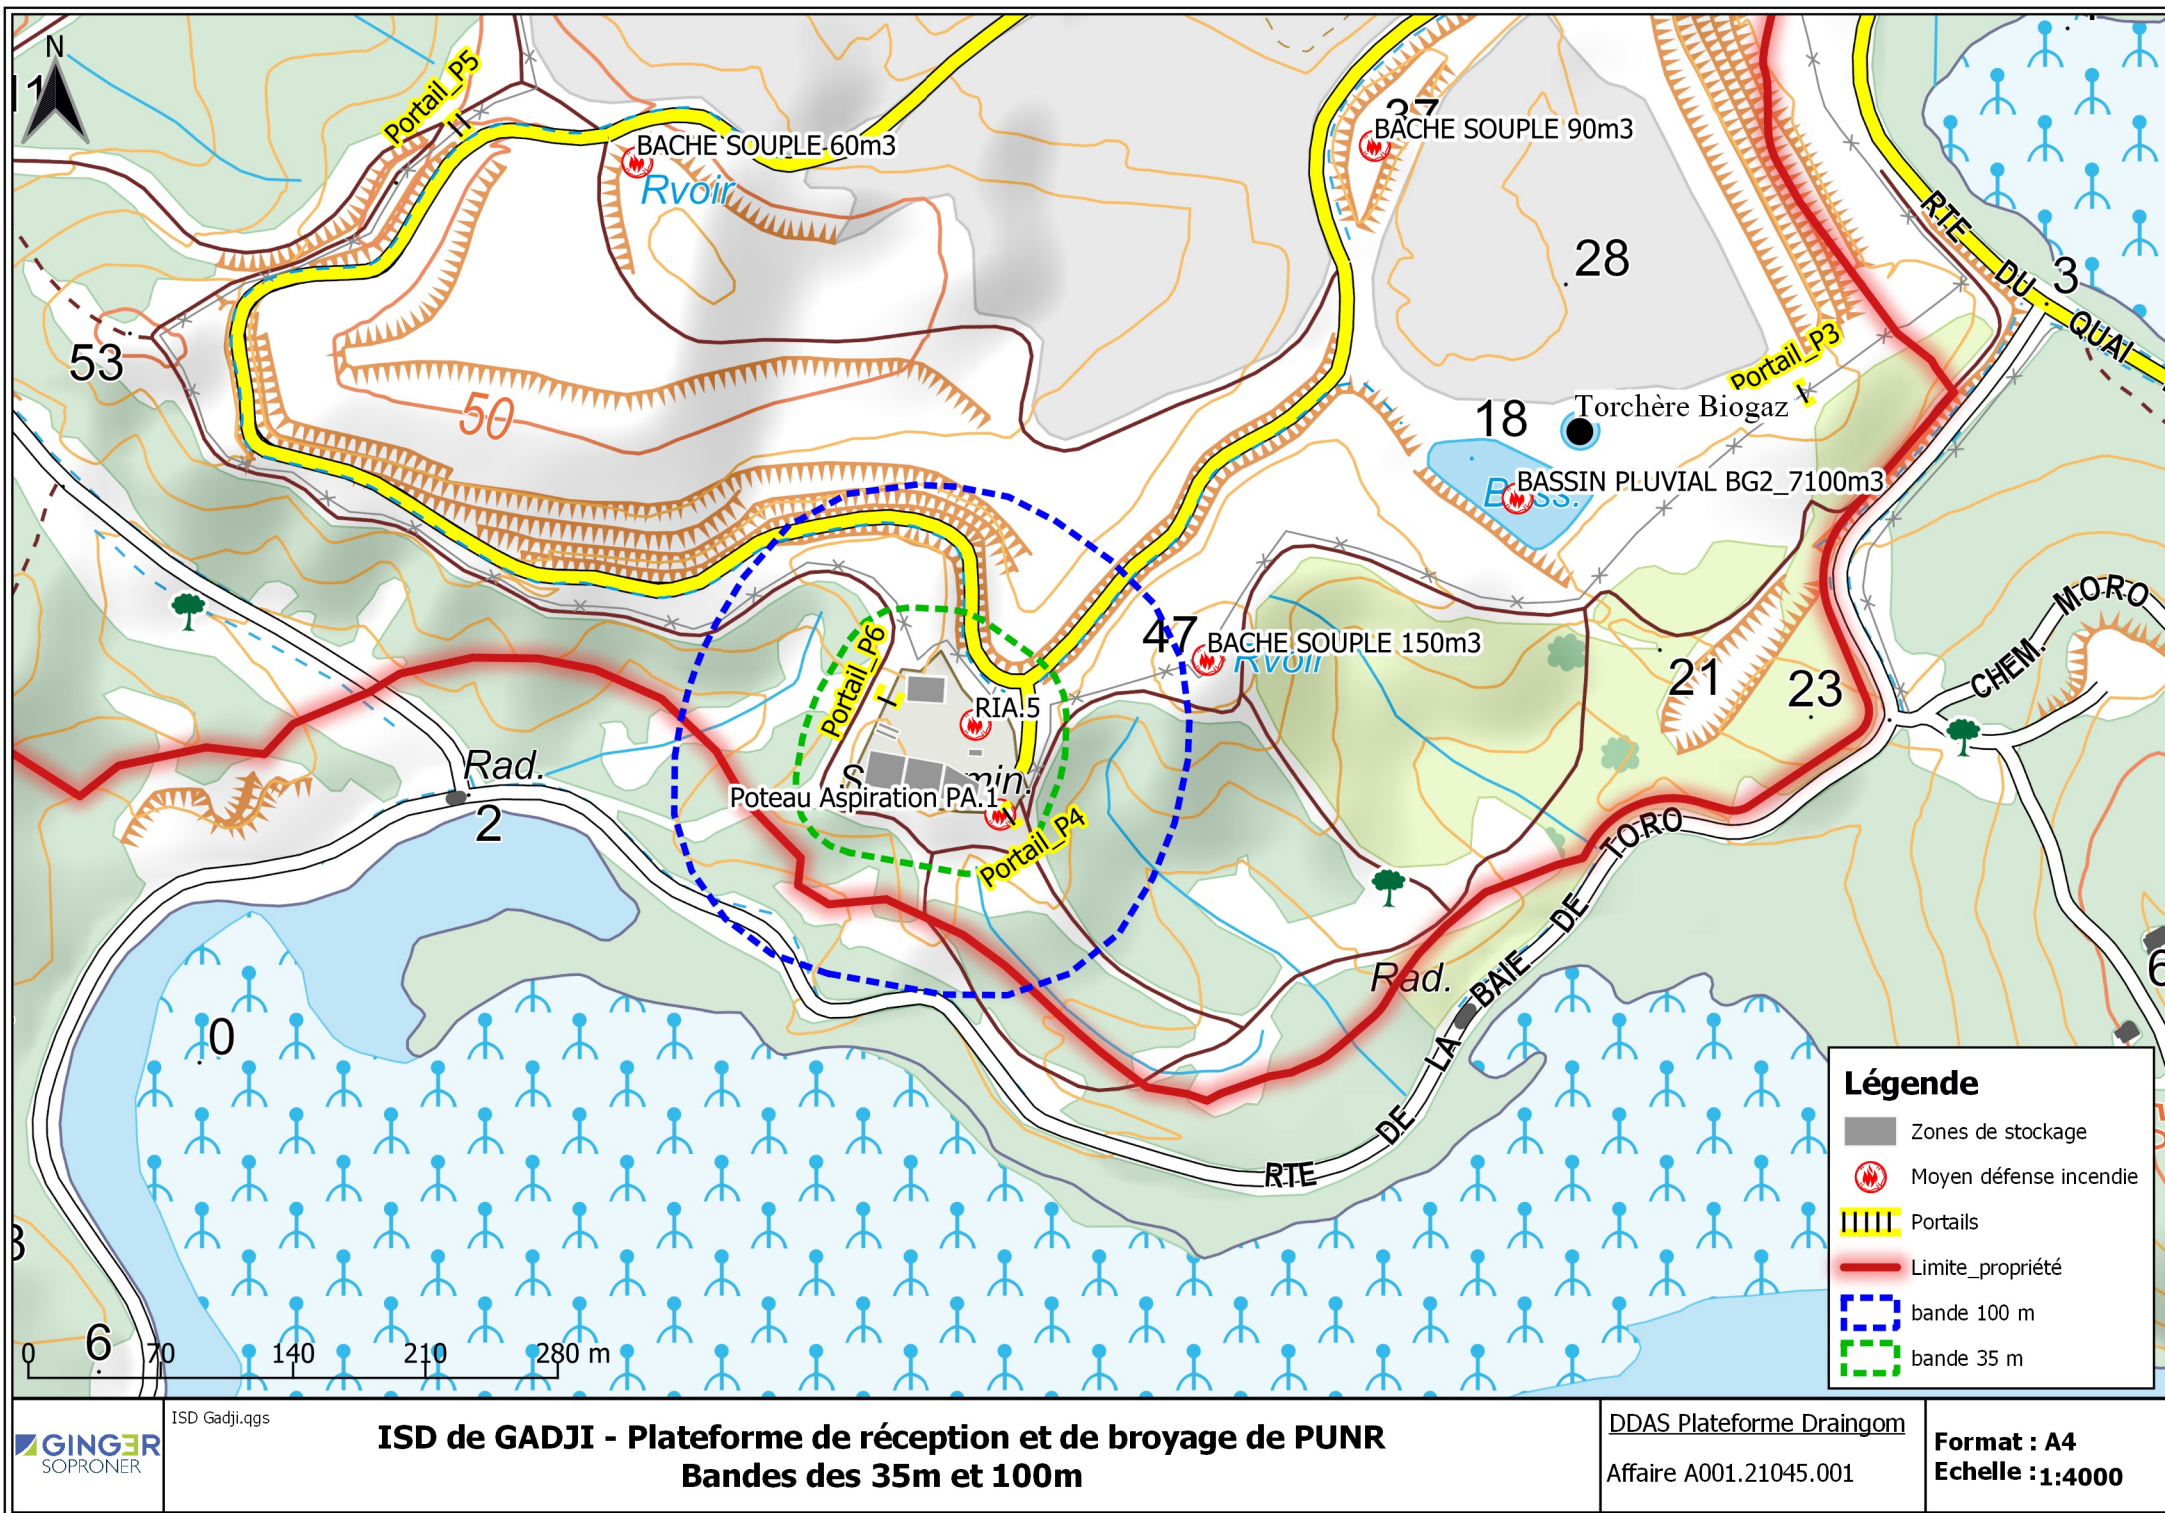 N
11
Portail_P5
BACHE SOUPLE 60m3
Rvoir
37
BACHE SOUPLE 90m3
28
RTE DU QUAI
3
53
50
Portail_P3
18
Torchère Biogaz
BASSIN PLUVIAL BG2_7100m3
47
BACHE SOUPLE 150m3
Rvoir
CHEM. MORO
21
23
Portail_P6
RIA.5
Rad.
2
Poteau Aspiration PA.1
Portail_P4
Rad.
RTE DE LA BAIE DE TORO
0
6
6
0 70 140 210 280 m
Légende
Zones de stockage
Moyen défense incendie
Portails
Limite_propriété
bande 100 m
bande 35 m
GINGER
SOPRONER
ISD Gadji.qgs
ISD de GADJI - Plateforme de réception et de broyage de PUNR
Bandes des 35m et 100m
DDAS Plateforme Draingom
Affaire A001.21045.001
Format : A4
Echelle : 1:4000